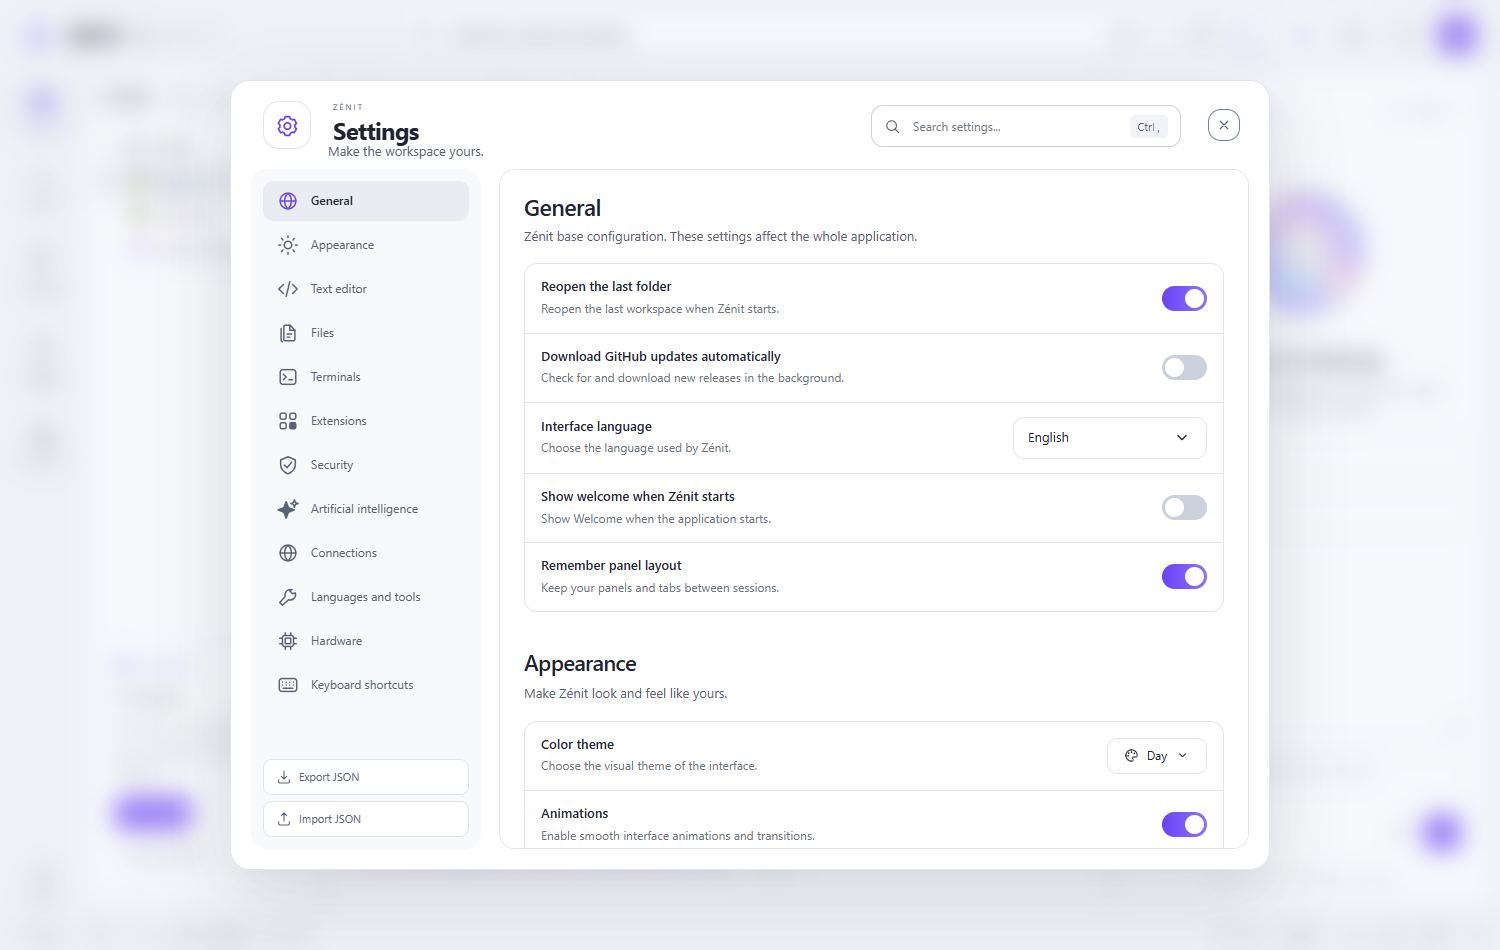 ZÉNIT
Settings
Make the workspace yours.
Search settings...
Ctrl ,
General
Appearance
Text editor
Files
Terminals
Extensions
Security
Artificial intelligence
Connections
Languages and tools
Hardware
Keyboard shortcuts
Export JSON
Import JSON
General
Zénit base configuration. These settings affect the whole application.
Reopen the last folder
Reopen the last workspace when Zénit starts.
Download GitHub updates automatically
Check for and download new releases in the background.
Interface language
Choose the language used by Zénit.
English
Show welcome when Zénit starts
Show Welcome when the application starts.
Remember panel layout
Keep your panels and tabs between sessions.
Appearance
Make Zénit look and feel like yours.
Color theme
Choose the visual theme of the interface.
Day
Animations
Enable smooth interface animations and transitions.